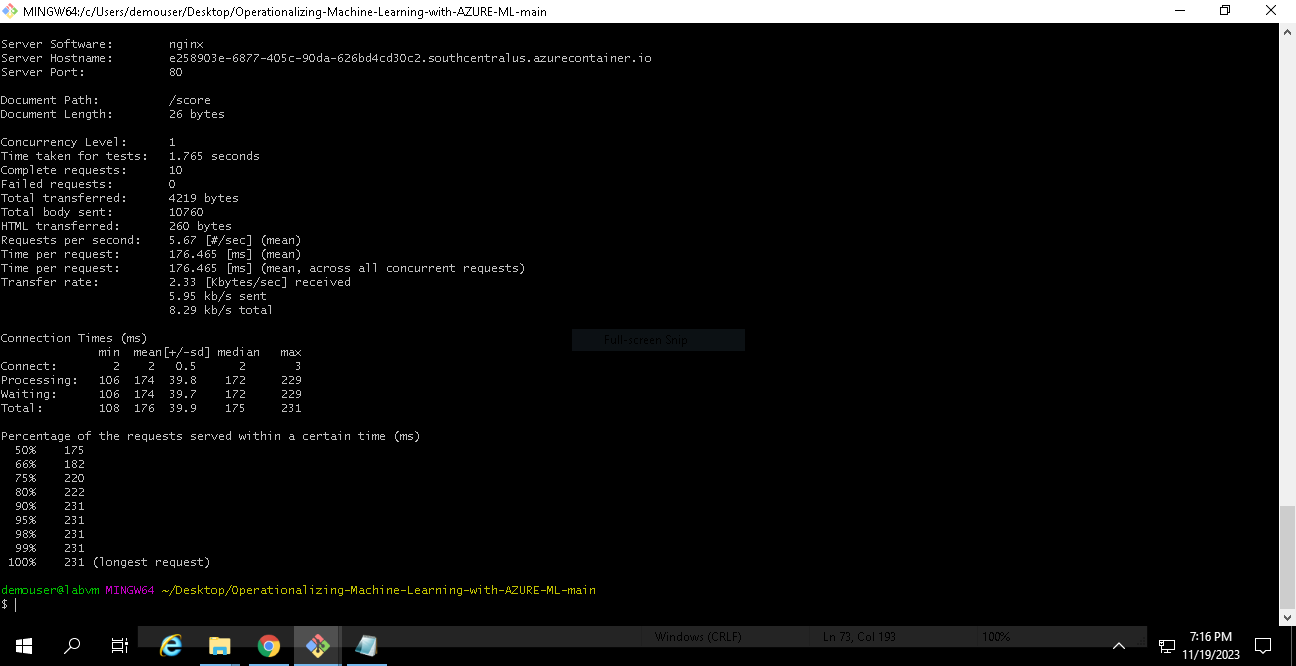 MINGW64:/c/Users/demouser/Desktop/Operationalizing-Machine-Learning-with-AZURE-ML-main
Server Software:        nginx
Server Hostname:        e258903e-6877-405c-90da-626bd4cd30c2.southcentralus.azurecontainer.io
Server Port:            80
Document Path:          /score
Document Length:        26 bytes
Concurrency Level:      1
Time taken for tests:   1.765 seconds
Complete requests:      10
Failed requests:        0
Total transferred:      4219 bytes
Total body sent:        10760
HTML transferred:       260 bytes
Requests per second:    5.67 [#/sec] (mean)
Time per request:       176.465 [ms] (mean)
Time per request:       176.465 [ms] (mean, across all concurrent requests)
Transfer rate:          2.33 [Kbytes/sec] received
                        5.95 kb/s sent
                        8.29 kb/s total
Connection Times (ms)
Full-screen Snip
              min  mean[+/-sd] median   max
Connect:        2    2   0.5      2       3
Processing:   106  174  39.8    172     229
Waiting:      106  174  39.7    172     229
Total:        108  176  39.9    175     231
Percentage of the requests served within a certain time (ms)
  50%    175
  66%    182
  75%    220
  80%    222
  90%    231
  95%    231
  98%    231
  99%    231
 100%    231 (longest request)
demouser@labvm MINGW64 ~/Desktop/Operationalizing-Machine-Learning-with-AZURE-ML-main
$
Windows (CRLF) Ln 73, Col 193 100%
7:16 PM
11/19/2023